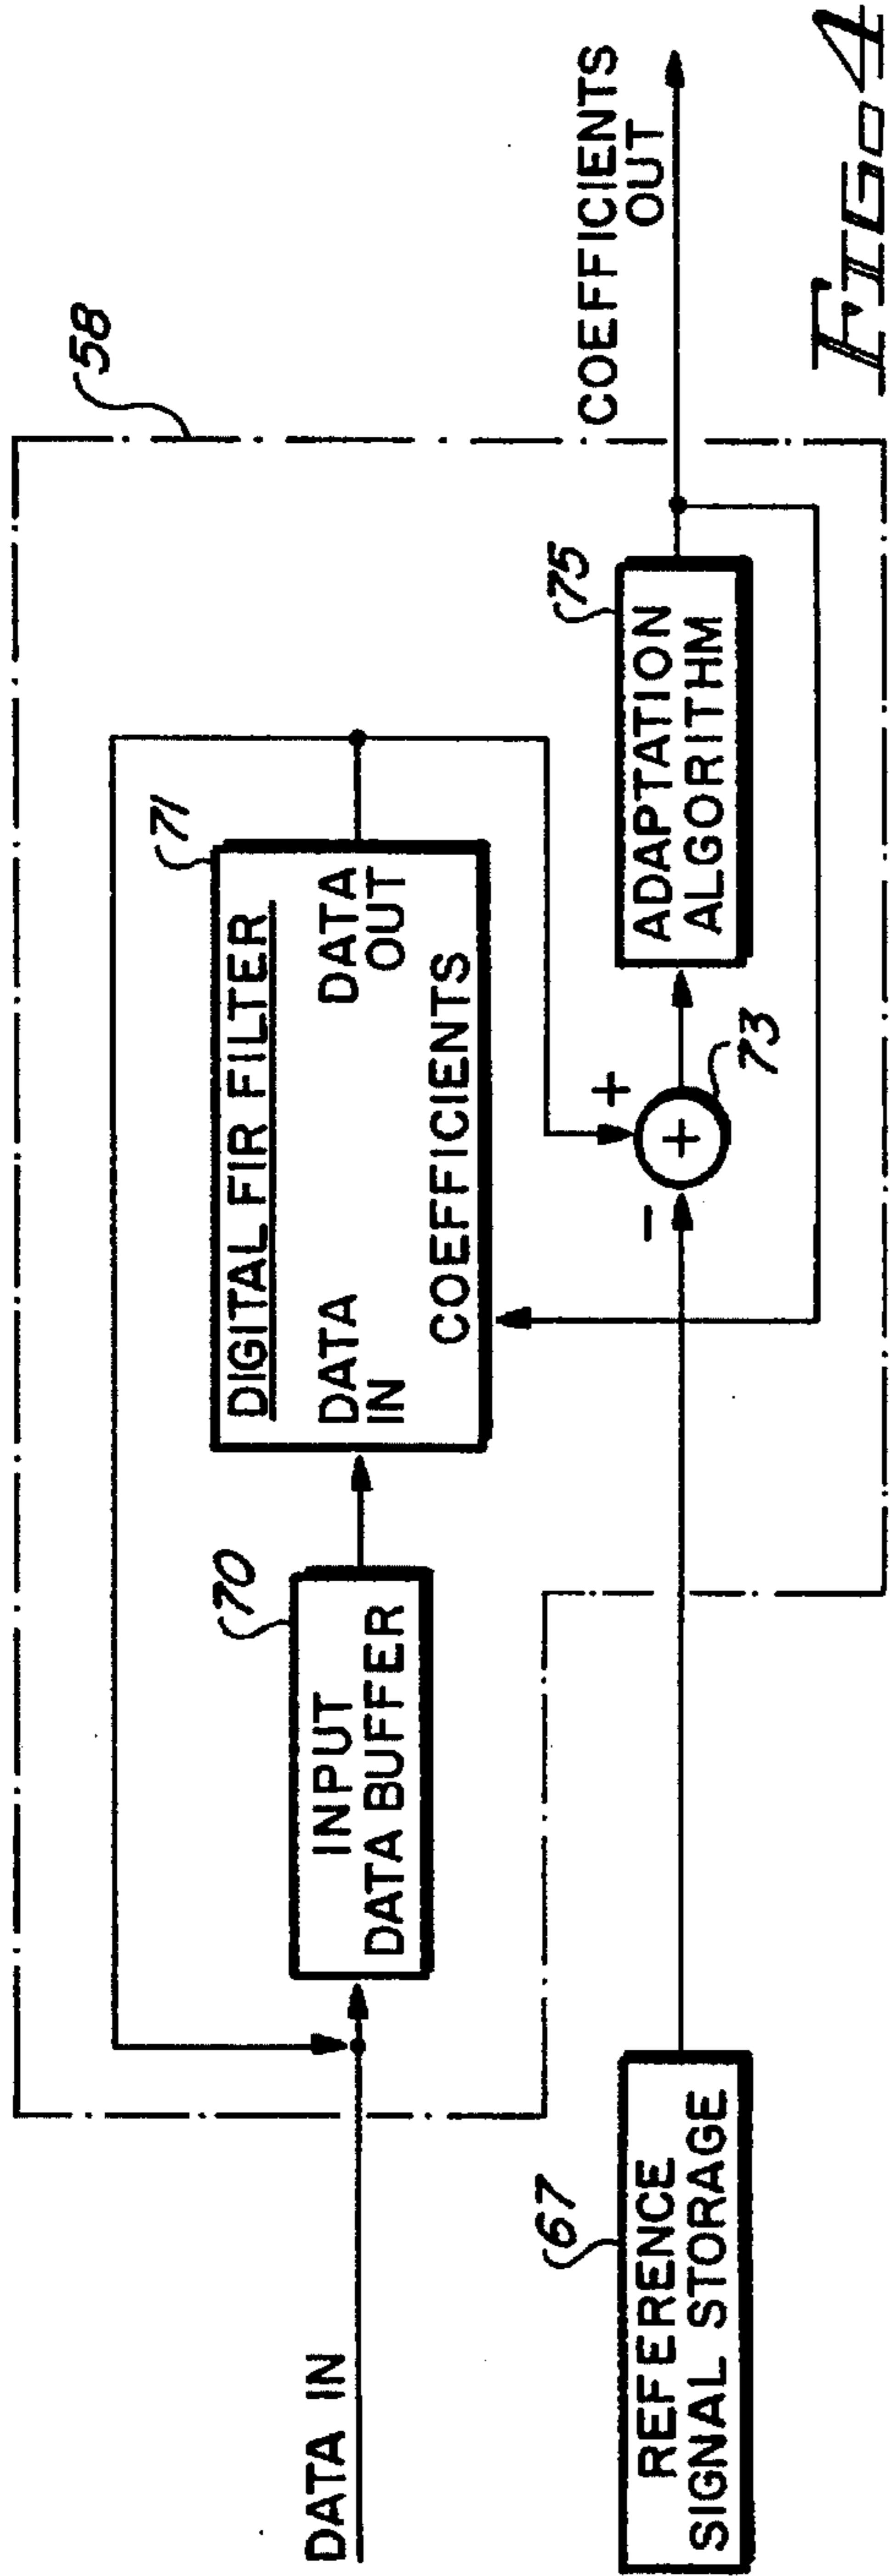 58
71
DIGITAL FIR FILTER
DATA IN
DATA OUT
COEFFICIENTS
70
INPUT
DATA BUFFER
DATA IN
+
-
+
73
75
ADAPTATION
ALGORITHM
COEFFICIENTS
OUT
67
REFERENCE
SIGNAL STORAGE
FIG. 4